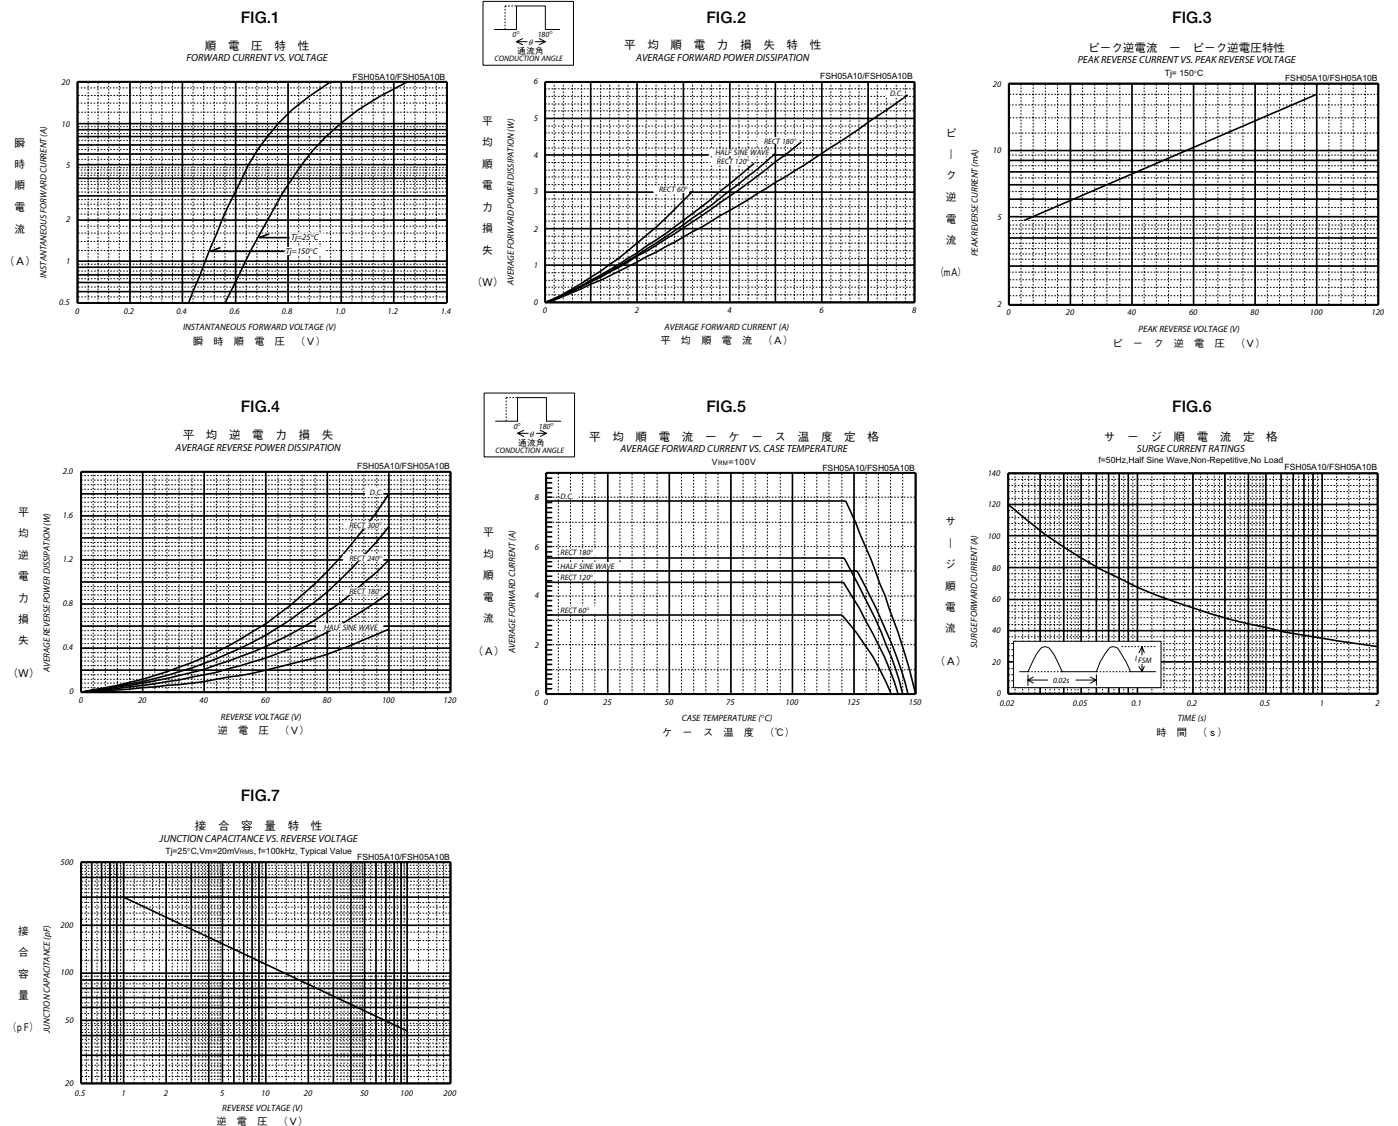 FIG.1
順 電 圧 特 性
FORWARD CURRENT VS. VOLTAGE
FSH05A10/FSH05A10B
瞬 時 順 電 流 (A)
INSTANTANEOUS FORWARD CURRENT (A)
20
10
5
2
1
0.5
Tj=25°C
Tj=150°C
0 0.2 0.4 0.6 0.8 1.0 1.2 1.4
INSTANTANEOUS FORWARD VOLTAGE (V)
瞬 時 順 電 圧 (V)
FIG.2
0° 180°
θ
通流角
CONDUCTION ANGLE
平 均 順 電 力 損 失 特 性
AVERAGE FORWARD POWER DISSIPATION
FSH05A10/FSH05A10B
平 均 順 電 力 損 失 (W)
AVERAGE FORWARD POWER DISSIPATION (W)
6
5
4
3
2
1
0
D.C.
RECT 180°
HALF SINE WAVE
RECT 120°
RECT 60°
0 2 4 6 8
AVERAGE FORWARD CURRENT (A)
平 均 順 電 流 (A)
FIG.3
ピーク逆電流 ー ピーク逆電圧特性
PEAK REVERSE CURRENT VS. PEAK REVERSE VOLTAGE
Tj= 150°C
FSH05A10/FSH05A10B
ピ ー ク 逆 電 流 (mA)
PEAK REVERSE CURRENT (mA)
20
10
5
2
0 20 40 60 80 100 120
PEAK REVERSE VOLTAGE (V)
ピ ー ク 逆 電 圧 (V)
FIG.4
平 均 逆 電 力 損 失
AVERAGE REVERSE POWER DISSIPATION
FSH05A10/FSH05A10B
平 均 逆 電 力 損 失 (W)
AVERAGE REVERSE POWER DISSIPATION (W)
2.0
1.6
1.2
0.8
0.4
0
D.C.
RECT 300°
RECT 240°
RECT 180°
HALF SINE WAVE
0 20 40 60 80 100 120
REVERSE VOLTAGE (V)
逆 電 圧 (V)
FIG.5
0° 180°
θ
通流角
CONDUCTION ANGLE
平 均 順 電 流 ー ケ ー ス 温 度 定 格
AVERAGE FORWARD CURRENT VS. CASE TEMPERATURE
VRM=100V
FSH05A10/FSH05A10B
平 均 順 電 流 (A)
AVERAGE FORWARD CURRENT (A)
8
6
4
2
0
D.C.
RECT 180°
HALF SINE WAVE
RECT 120°
RECT 60°
0 25 50 75 100 125 150
CASE TEMPERATURE (°C)
ケ ー ス 温 度 (℃)
FIG.6
サ ー ジ 順 電 流 定 格
SURGE CURRENT RATINGS
f=50Hz,Half Sine Wave,Non-Repetitive,No Load
FSH05A10/FSH05A10B
サ ー ジ 順 電 流 (A)
SURGE FORWARD CURRENT (A)
140
120
100
80
60
40
20
0
IFSM
0.02s
0.02 0.05 0.1 0.2 0.5 1 2
TIME (s)
時 間 (s)
FIG.7
接 合 容 量 特 性
JUNCTION CAPACITANCE VS. REVERSE VOLTAGE
Tj=25°C,Vm=20mVRMS, f=100kHz, Typical Value
FSH05A10/FSH05A10B
接 合 容 量 (pF)
JUNCTION CAPACITANCE (pF)
500
200
100
50
20
0.5 1 2 5 10 20 50 100 200
REVERSE VOLTAGE (V)
逆 電 圧 (V)